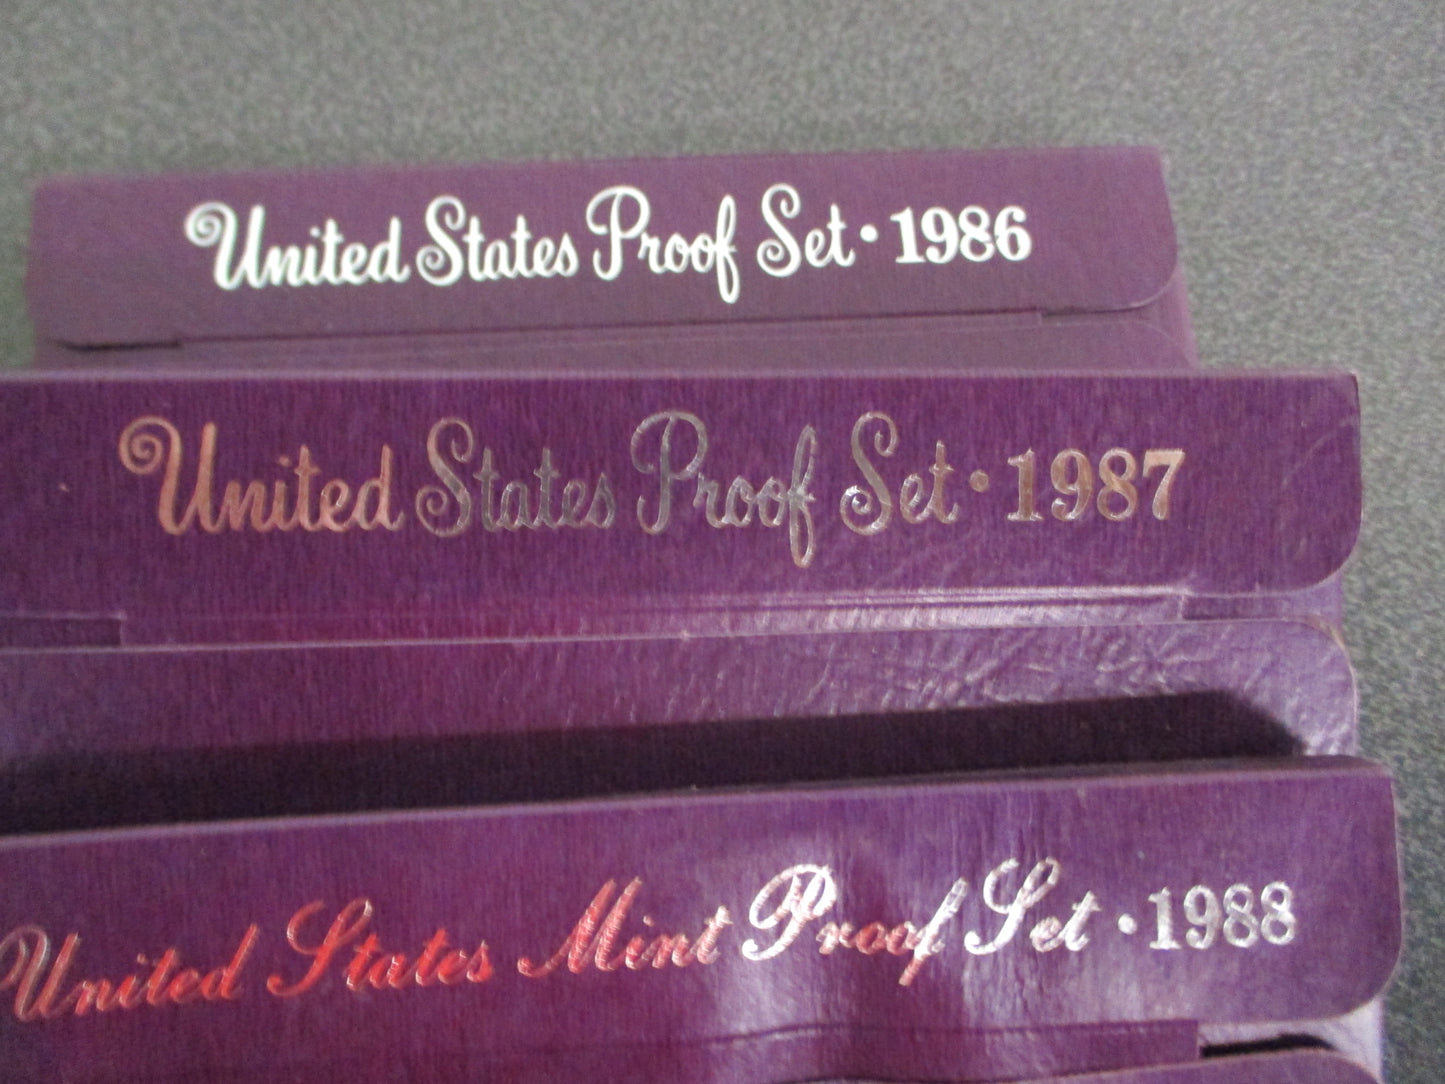 United States Proof Set · 1986
United States Proof Set · 1987
United States Mint Proof Set · 1988